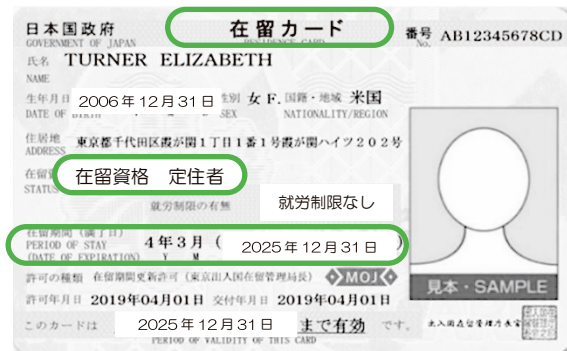 日本国政府 在留カード 番号 AB12345678CD
GOVERNMENT OF JAPAN RESIDENCE CARD No.
氏名 TURNER ELIZABETH
NAME
生年月日 2006年12月31日 性別 女 F. 国籍・地域 米国
DATE OF BIRTH SEX NATIONALITY/REGION
住居地 東京都千代田区霞が関1丁目1番1号霞が関ハイツ202号
ADDRESS
在留資格 定住者
STATUS
就労制限の有無 就労制限なし
在留期間(満了日)
PERIOD OF STAY 4年3月( 2025年12月31日 )
(DATE OF EXPIRATION) Y M
許可の種類 在留期間更新許可(東京出入国在留管理局長) MOJ
見本・SAMPLE
許可年月日 2019年04月01日 交付年月日 2019年04月01日
このカードは 2025年12月31日 まで有効 です。 出入国在留管理庁長官
PERIOD OF VALIDITY OF THIS CARD